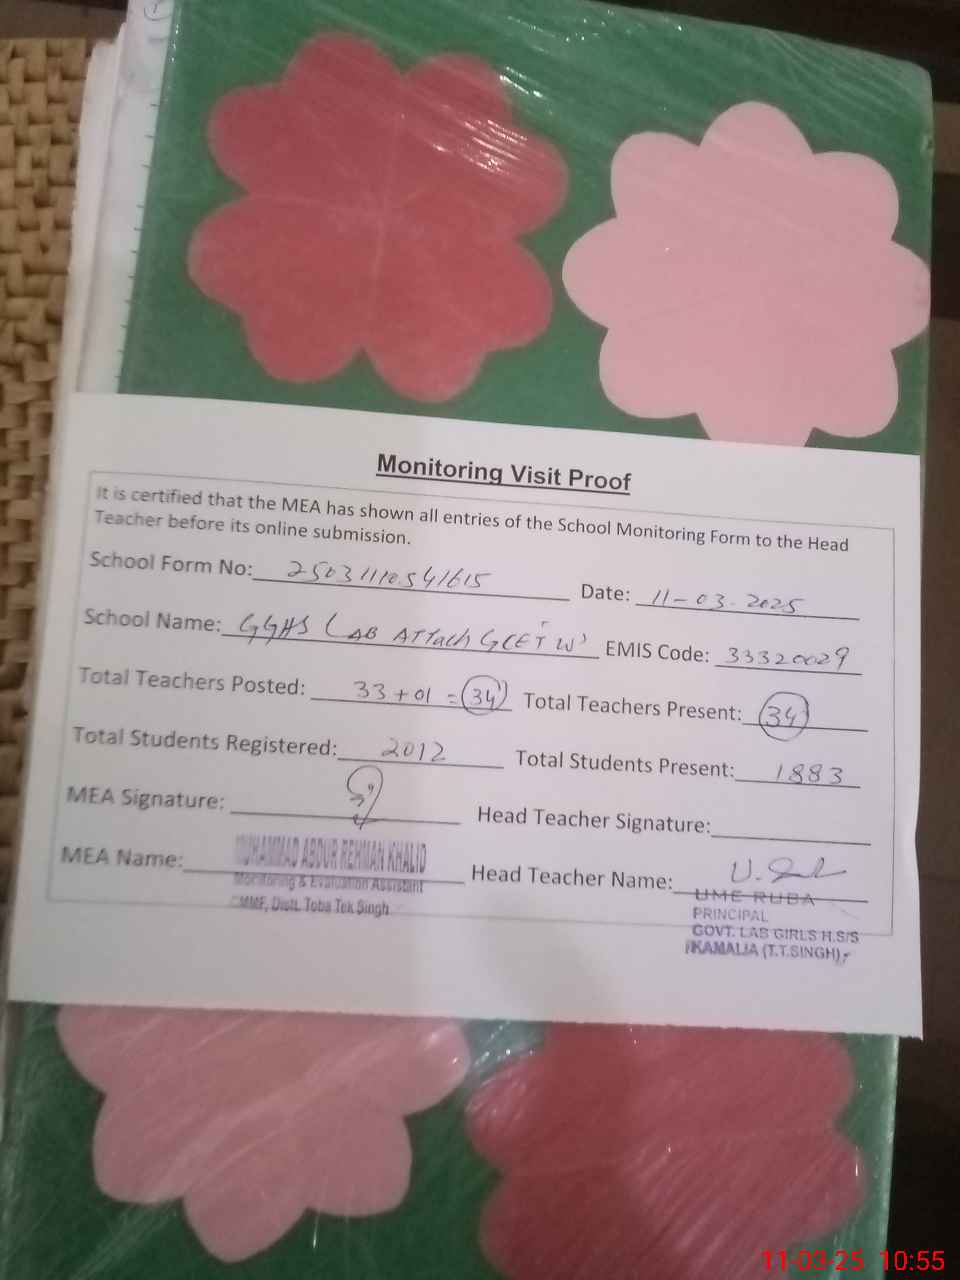 Monitoring Visit Proof
It is certified that the MEA has shown all entries of the School Monitoring Form to the Head
Teacher before its online submission.
School Form No: 25031110541615 Date: 11-03-2025
School Name: GGHS (LAB ATTach GCET W) EMIS Code: 33320029
Total Teachers Posted: 33+01 = 34 Total Teachers Present: 34
Total Students Registered: 2012 Total Students Present: 1883
MEA Signature: Head Teacher Signature:
MEA Name: MUHAMMAD ABDUR REHMAN KHALID Head Teacher Name:
Monitoring & Evaluation Assistant
CMMF, Distt. Toba Tek Singh
UME RUBA
PRINCIPAL
GOVT. LAB GIRLS H.S/S
KAMALIA (T.T.SINGH)
11-03-25 10:55